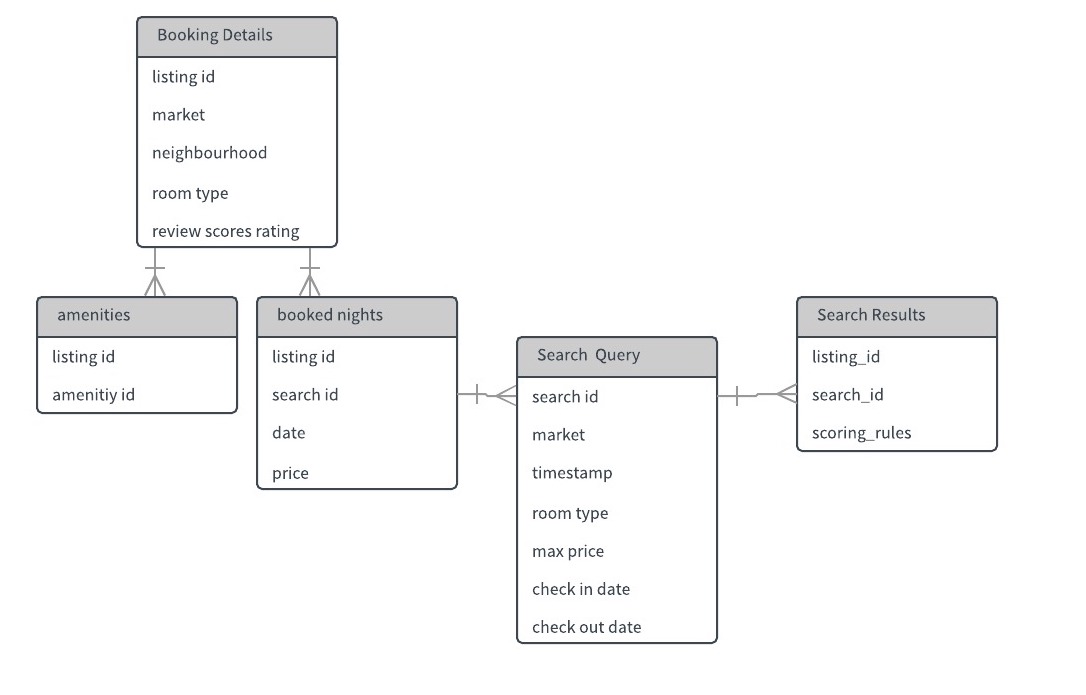 Booking Details
listing id
market
neighbourhood
room type
review scores rating
amenities
listing id
amenitiy id
booked nights
listing id
search id
date
price
Search Query
search id
market
timestamp
room type
max price
check in date
check out date
Search Results
listing_id
search_id
scoring_rules